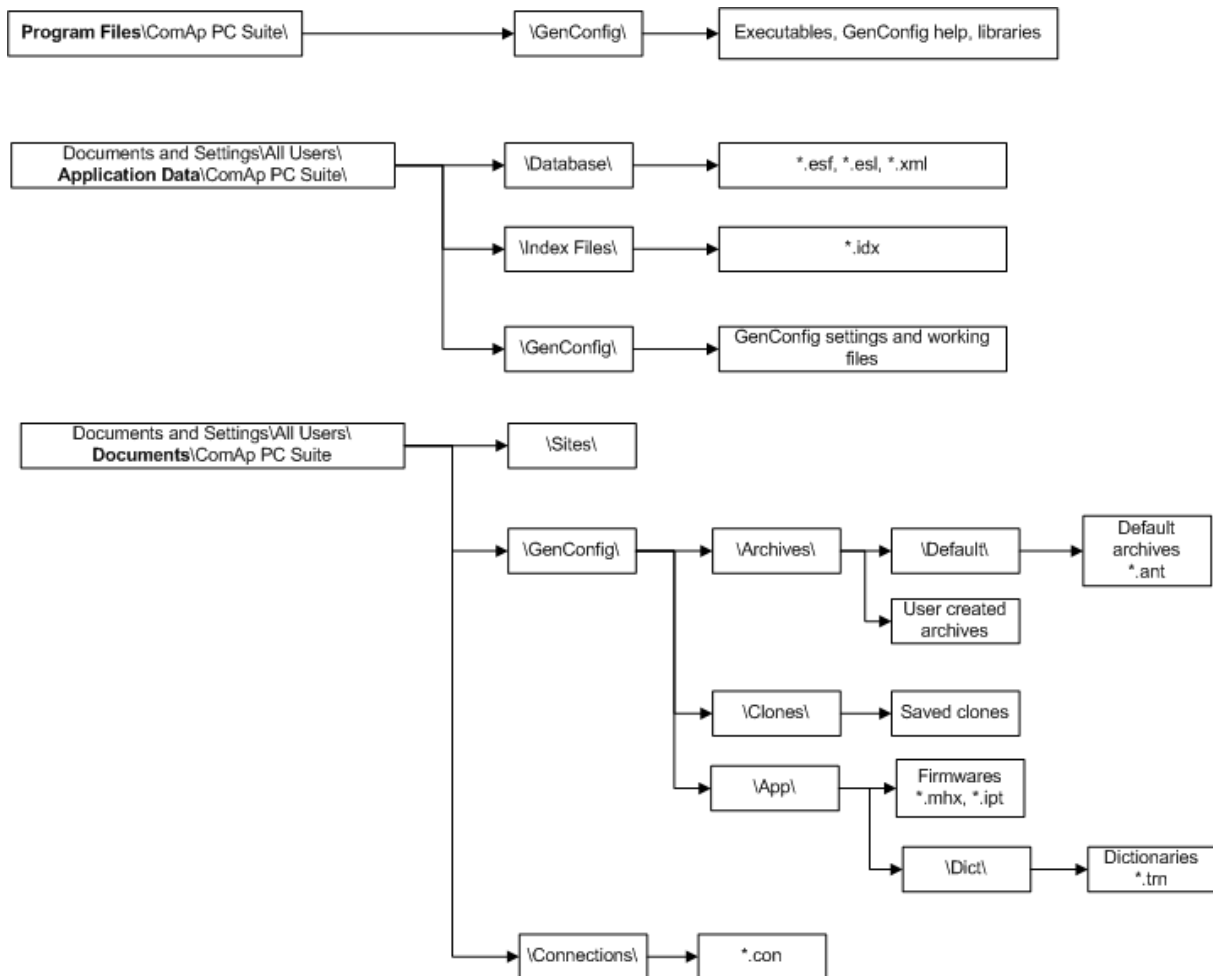 Program Files\ComAp PC Suite\
\GenConfig\
Executables, GenConfig help, libraries
Documents and Settings\All Users\
Application Data\ComAp PC Suite\
\Database\
*.esf, *.esl, *.xml
\Index Files\
*.idx
\GenConfig\
GenConfig settings and working
files
Documents and Settings\All Users\
Documents\ComAp PC Suite
\Sites\
\GenConfig\
\Archives\
\Default\
Default
archives
*.ant
User created
archives
\Clones\
Saved clones
\App\
Firmwares
*.mhx, *.ipt
\Dict\
Dictionaries
*.trn
\Connections\
*.con